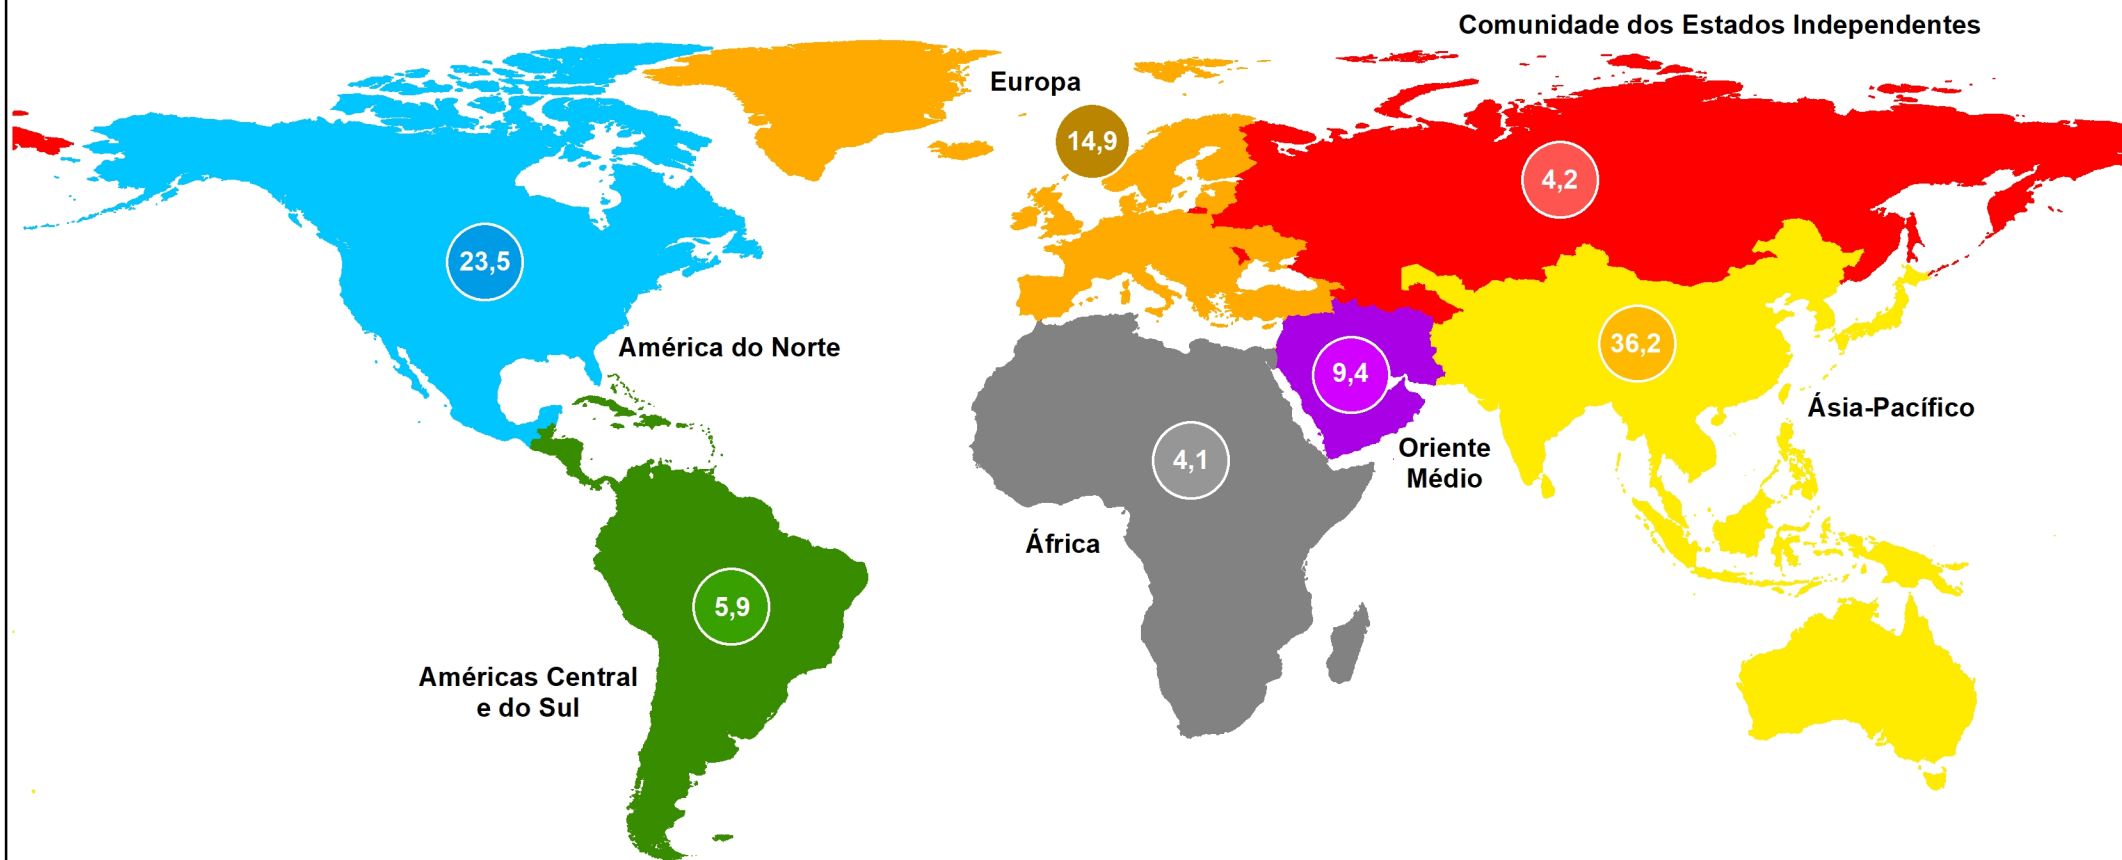 Comunidade dos Estados Independentes
Europa
14,9
4,2
23,5
América do Norte
36,2
9,4
Ásia-Pacífico
Oriente
Médio
4,1
África
5,9
Américas Central
e do Sul